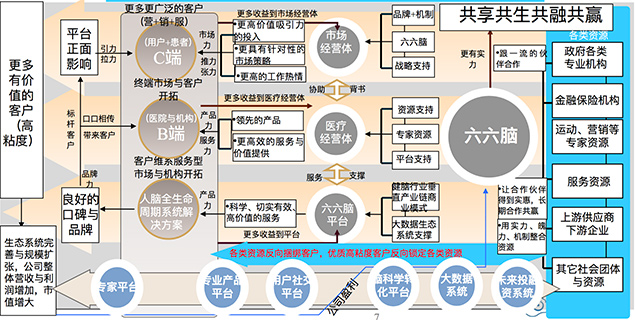 更多更广泛的客户
(营+销+服)
共享共生共融共赢
更多
有价
值的
客户
（高
粘度）
平台
正面
影响
引力
拉力
(用户+患者)
C端
市场
力
推力
张力
更多收益到市场经营体
•更高价值吸引力
的投入
•更具有针对性的
市场策略
•更高的工作热情
市场
经营体
品牌+机制
六六脑
战略支持
更有
实力
•跟一流的伙
伴合作
各类资源
政府各类
专业机构
终端市场与客户
开拓
协助
背书
标杆客户
口口相传
带来客户
(医院与机构)
B端
产品
力
服务
力
更多收获到医疗经营体
•领先的产品
•更高效的服务与
价值提供
医疗
经营体
资源支持
专家资源
平台支持
六六脑
金融保险机构
运动、营销等
专家资源
客户维系服务型
市场与机构开拓
服务
支撑
品牌
力
良好的
口碑与
品牌
人脑全生命
周期系统解
决方案
产品
力
•科学、切实有效、
高价值的服务
更多收获到平台
六六脑
平台
健脑行业垂
直产业链商
业模式
大数据生态
系统支撑
•让合作伙伴
得到实惠，长
期合作共赢
•用实力、魄
力、机制整合资
源
服务资源
上游供应商
下游企业
其它社会团体
与资源
各类资源反向捆绑客户，优质高粘度客户反向锁定各类资源
生态系统
完善与规模扩
张，公司整
体营收与利
润增加，市
值增大
专家平台
专业产品
平台
用户社交
平台
公司盈利
脑科学转
化平台
大数据
系统
未来投融
资系统
7